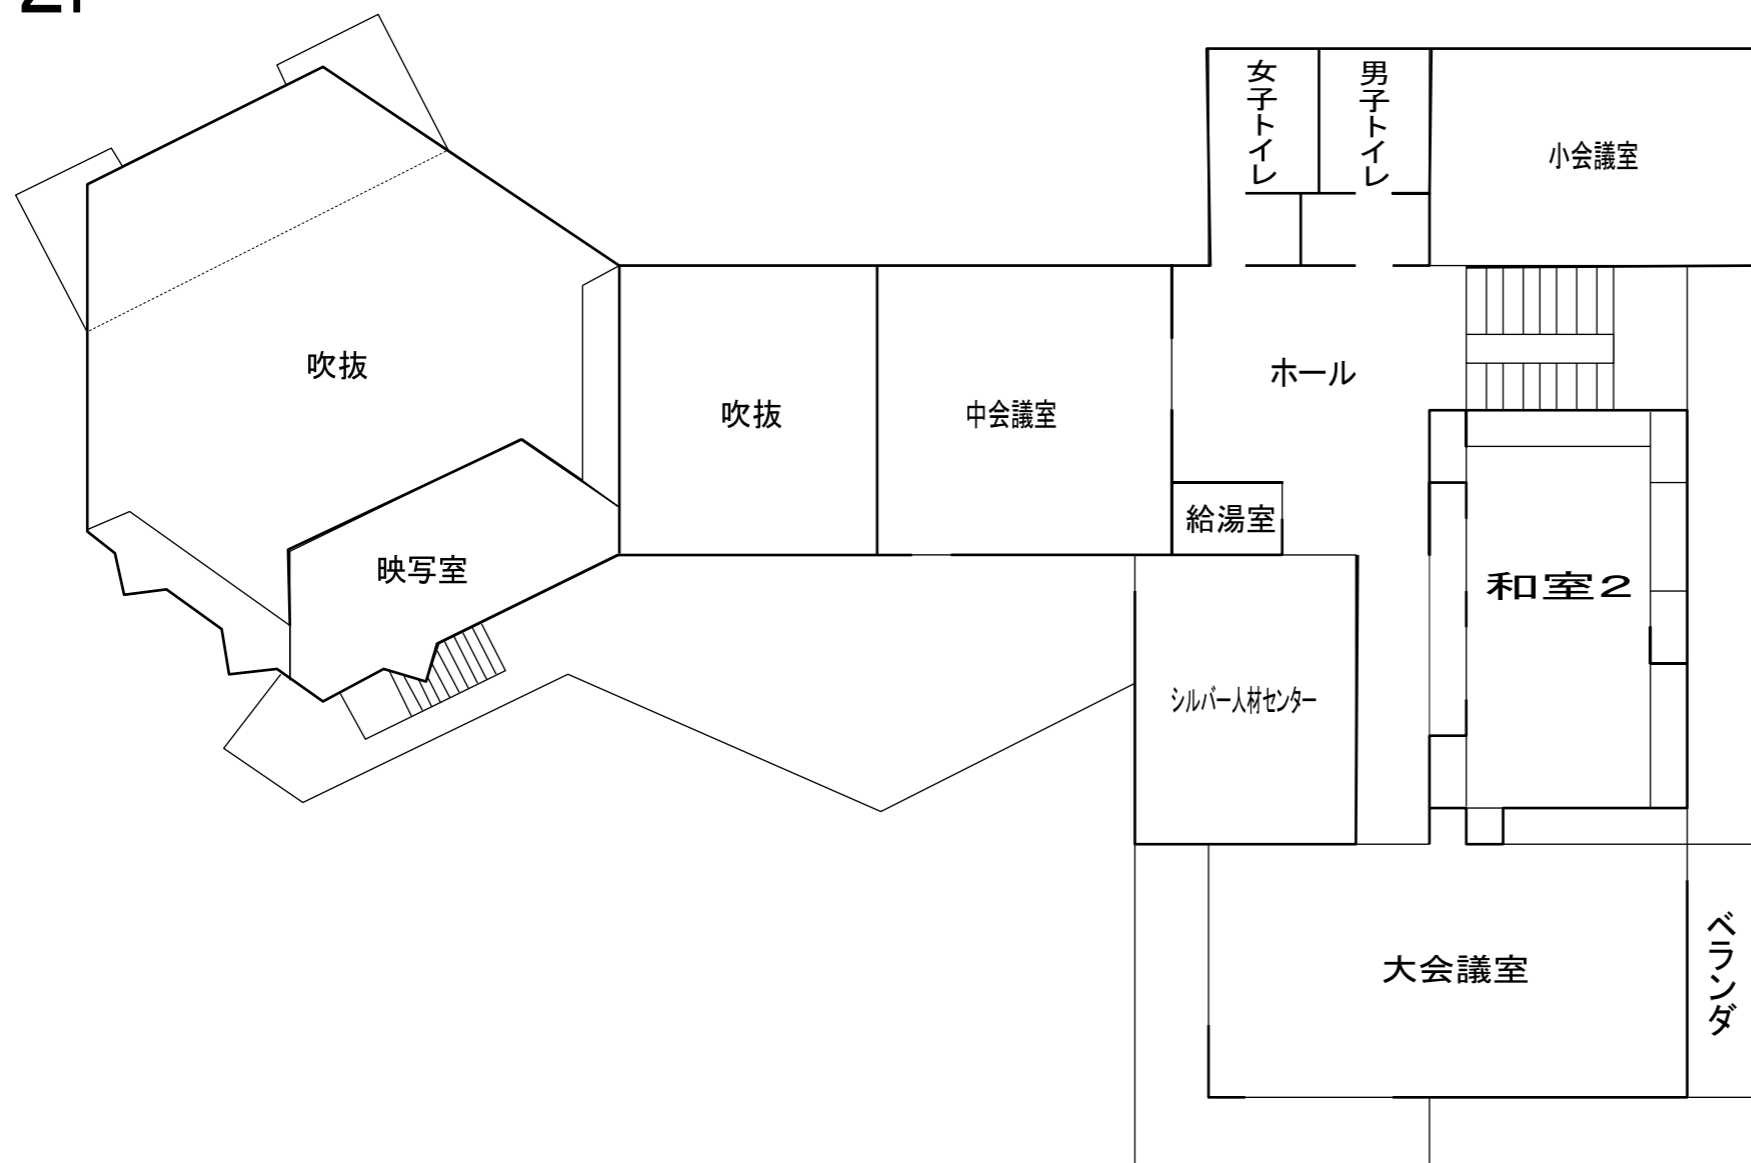 2F
女子トイレ
男子トイレ
小会議室
吹抜
吹抜
中会議室
ホール
給湯室
映写室
和室2
シルバー人材センター
大会議室
ベランダ